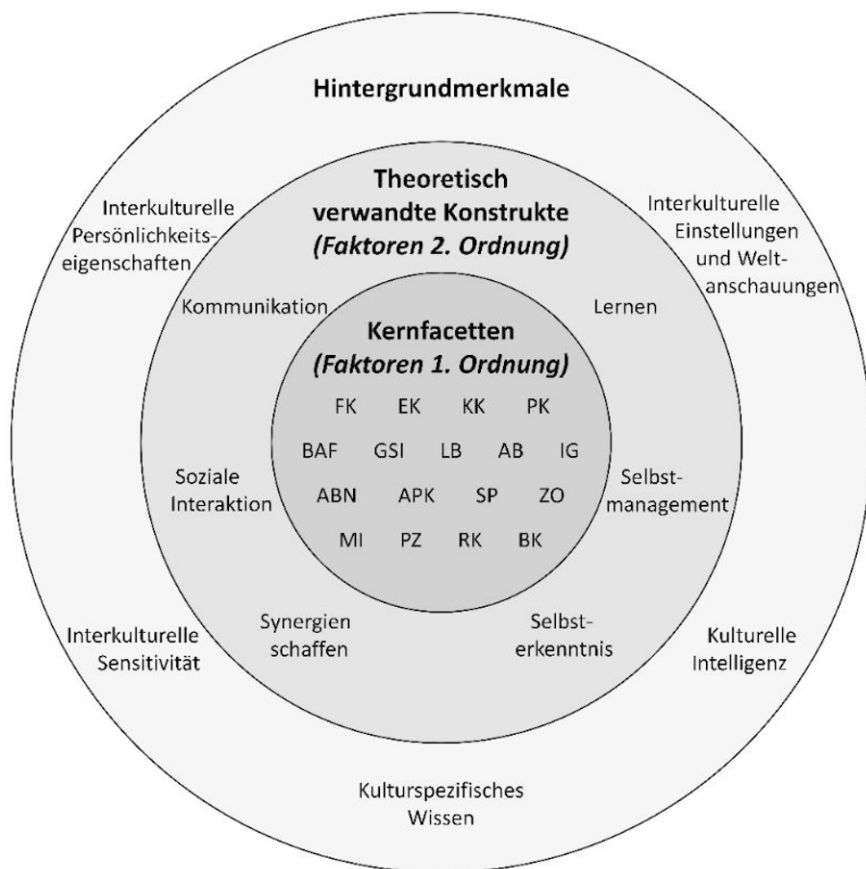 Hintergrundmerkmale
Theoretisch
verwandte Konstrukte
(Faktoren 2. Ordnung)
Interkulturelle
Persönlichkeits-
eigenschaften
Interkulturelle
Einstellungen
und Welt-
anschauungen
Kommunikation
Lernen
Kernfacetten
(Faktoren 1. Ordnung)
FK EK KK PK
BAF GSI LB AB IG
ABN APK SP ZO
MI PZ RK BK
Soziale
Interaktion
Selbst-
management
Synergien
schaffen
Selbst-
erkenntnis
Interkulturelle
Sensitivität
Kulturelle
Intelligenz
Kulturspezifisches
Wissen